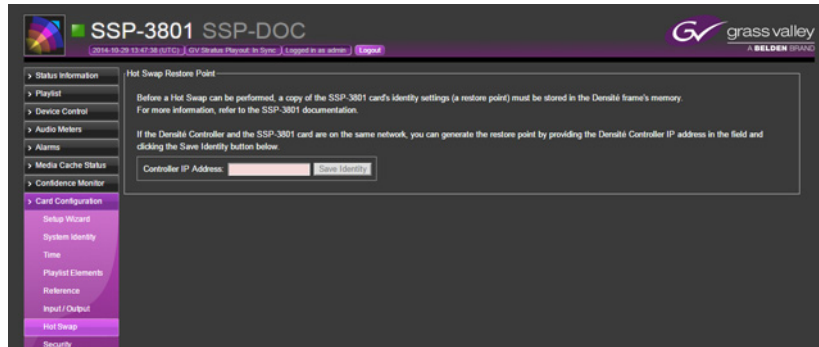 SSP-3801 SSP-DOC
2014-10-29 13:47:38 (UTC) GV Stratus Playout: In Sync Logged in as admin Logout
GV grass valley
A BELDEN BRAND
Status Information
Playlist
Device Control
Audio Meters
Alarms
Media Cache Status
Confidence Monitor
Card Configuration
Setup Wizard
System Identity
Time
Playlist Elements
Reference
Input / Output
Hot Swap
Security
Hot Swap Restore Point
Before a Hot Swap can be performed, a copy of the SSP-3801 card's identity settings (a restore point) must be stored in the Densité frame's memory.
For more information, refer to the SSP-3801 documentation.
If the Densité Controller and the SSP-3801 card are on the same network, you can generate the restore point by providing the Densité Controller IP address in the field and
clicking the Save Identity button below.
Controller IP Address: Save Identity